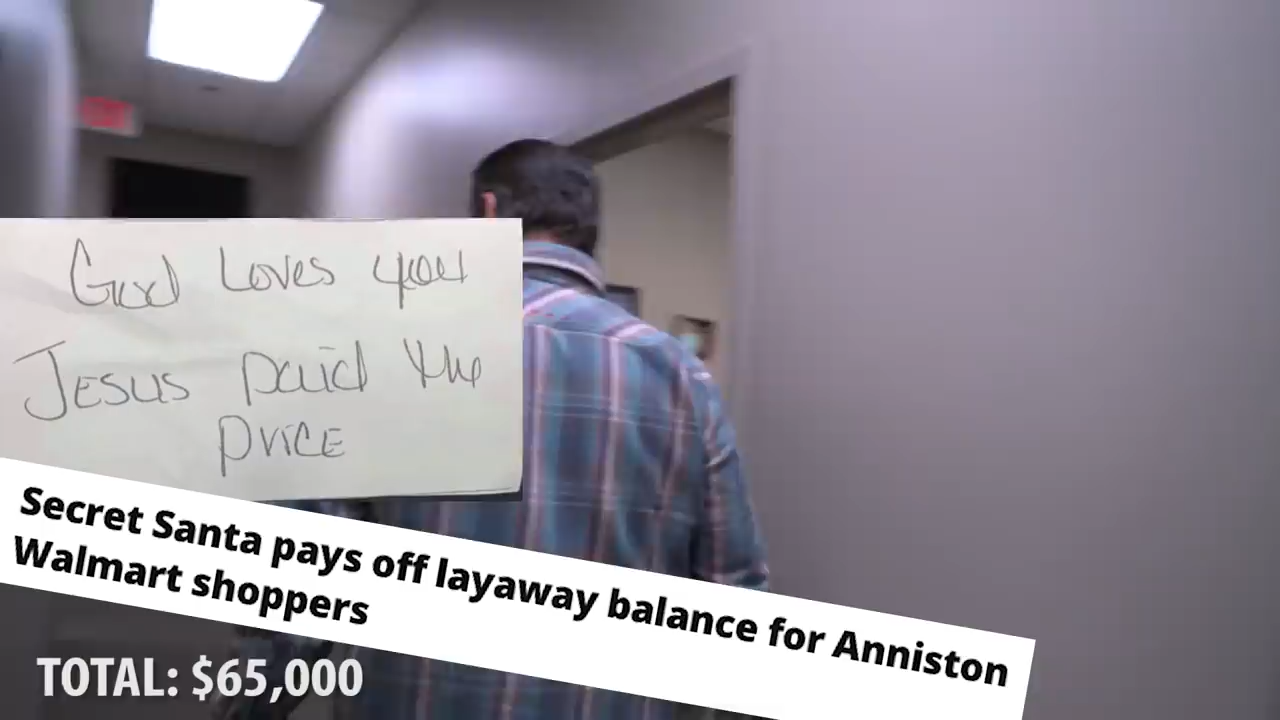 God Loves you
Jesus paid the
price
Secret Santa pays off layaway balance for Anniston
Walmart shoppers
TOTAL: $65,000